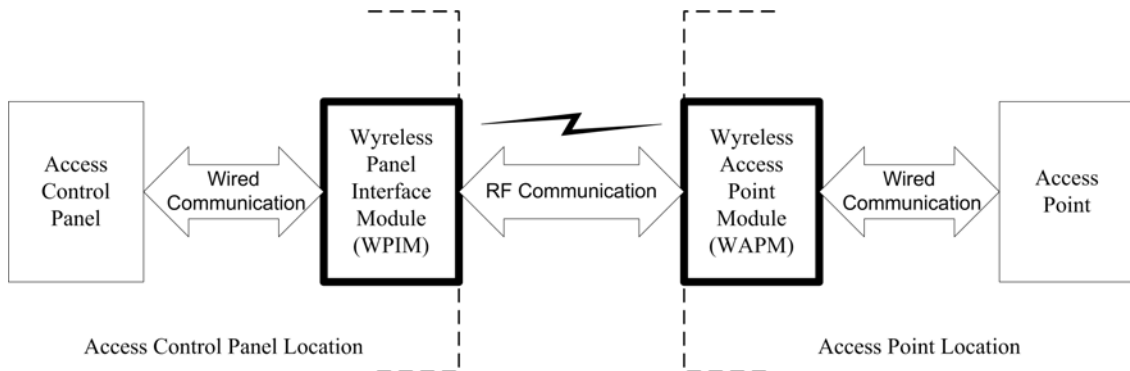 Access
Control
Panel
Wired
Communication
Wyreless
Panel
Interface
Module
(WPIM)
RF Communication
Wyreless
Access
Point
Module
(WAPM)
Wired
Communication
Access
Point
Access Control Panel Location
Access Point Location